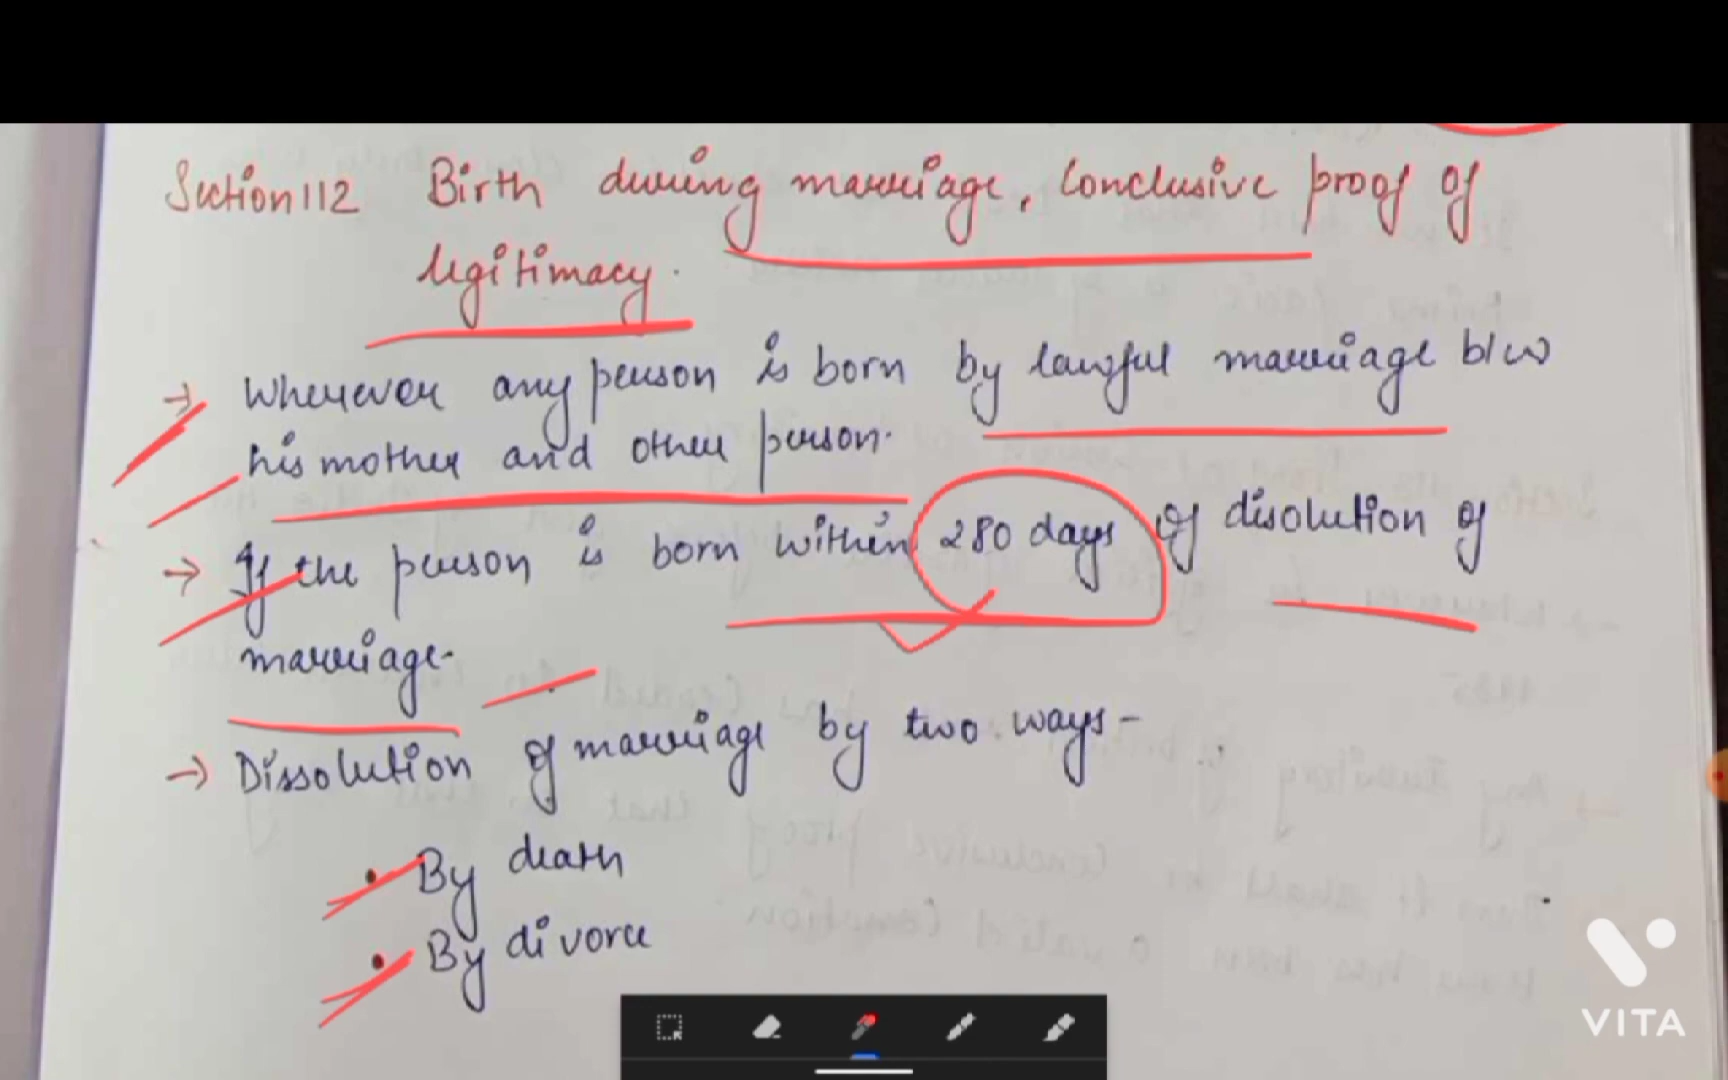 Section 112 Birth during marriage, Conclusive proof of
legitimacy.
→ Whenever any person is born by lawful marriage b/w
his mother and other person.
→ If the person is born within 280 days of disolution of
marriage.
→ Dissolution of marriage by two ways -
• By death
• By divorce
VITA